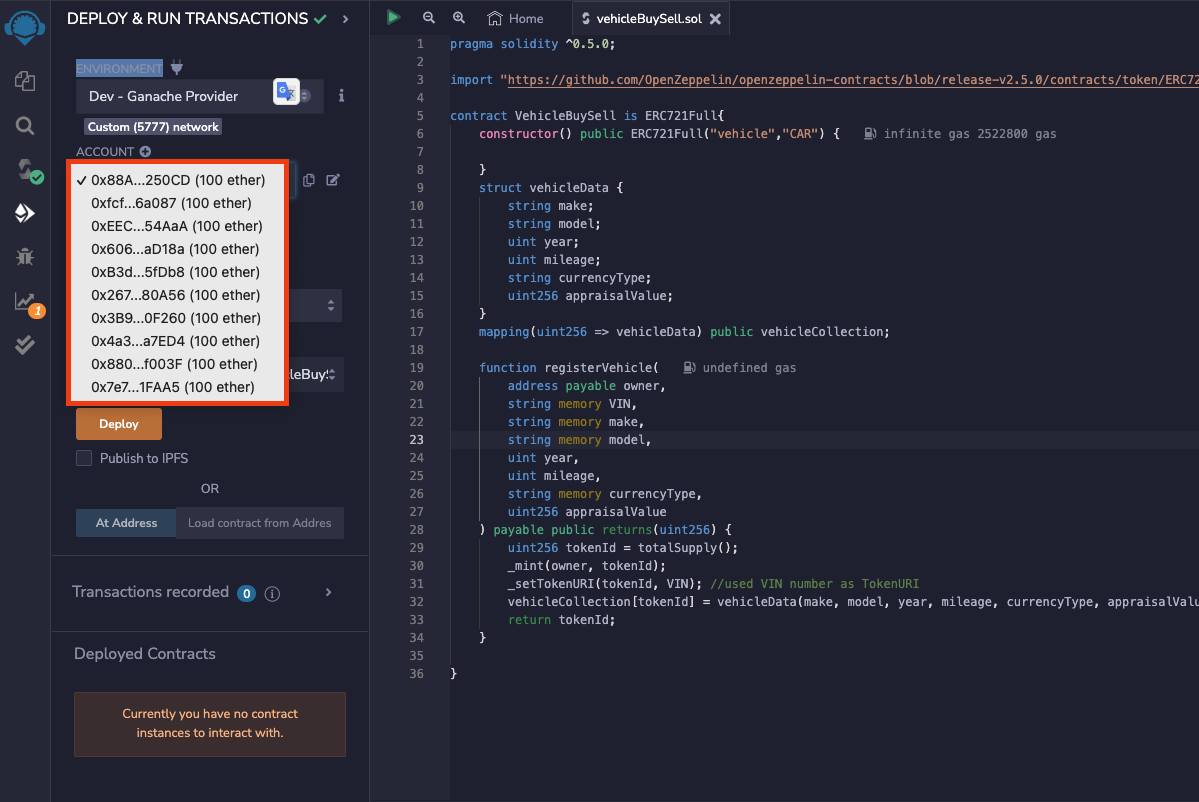 DEPLOY & RUN TRANSACTIONS
ENVIRONMENT
Dev - Ganache Provider
Custom (5777) network
ACCOUNT
0x88A...250CD (100 ether)
0xfcf...6a087 (100 ether)
0xEEC...54AaA (100 ether)
0x606...aD18a (100 ether)
0xB3d...5fDb8 (100 ether)
0x267...80A56 (100 ether)
0x3B9...0F260 (100 ether)
0x4a3...a7ED4 (100 ether)
0x880...f003F (100 ether)
0x7e7...1FAA5 (100 ether)
leBuy
Deploy
Publish to IPFS
OR
At Address
Load contract from Addres
Transactions recorded 0
Deployed Contracts
Currently you have no contract
instances to interact with.
1
Home
vehicleBuySell.sol
1 pragma solidity ^0.5.0;
2
3 import "https://github.com/OpenZeppelin/openzeppelin-contracts/blob/release-v2.5.0/contracts/token/ERC72
4
5 contract VehicleBuySell is ERC721Full{
6 constructor() public ERC721Full("vehicle","CAR") { infinite gas 2522800 gas
7
8 }
9 struct vehicleData {
10 string make;
11 string model;
12 uint year;
13 uint mileage;
14 string currencyType;
15 uint256 appraisalValue;
16 }
17 mapping(uint256 => vehicleData) public vehicleCollection;
18
19 function registerVehicle( undefined gas
20 address payable owner,
21 string memory VIN,
22 string memory make,
23 string memory model,
24 uint year,
25 uint mileage,
26 string memory currencyType,
27 uint256 appraisalValue
28 ) payable public returns(uint256) {
29 uint256 tokenId = totalSupply();
30 _mint(owner, tokenId);
31 _setTokenURI(tokenId, VIN); //used VIN number as TokenURI
32 vehicleCollection[tokenId] = vehicleData(make, model, year, mileage, currencyType, appraisalValu
33 return tokenId;
34 }
35
36 }